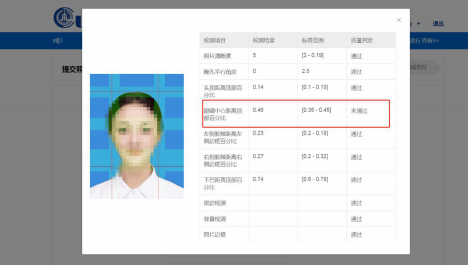 退出
×
检测项目 检测结果 标准范围 质量判定
照片清晰度 5 [2 - 0.19] 通过
瞳孔平行角度 0 2.5 通过
头顶距离顶部百分比 0.14 [0.1 - 0.19] 通过
眼睛中心距离顶部百分比 0.46 [0.35 - 0.45] 未通过
左侧脸颊距离左侧边框百分比 0.23 [0.2 - 0.19] 通过
右侧脸颊距离右侧边框百分比 0.27 [0.2 - 0.32] 通过
下巴距离顶部百分比 0.74 [0.6 - 0.78] 通过
通过
背景检测 通过
照片边框 通过
提交照